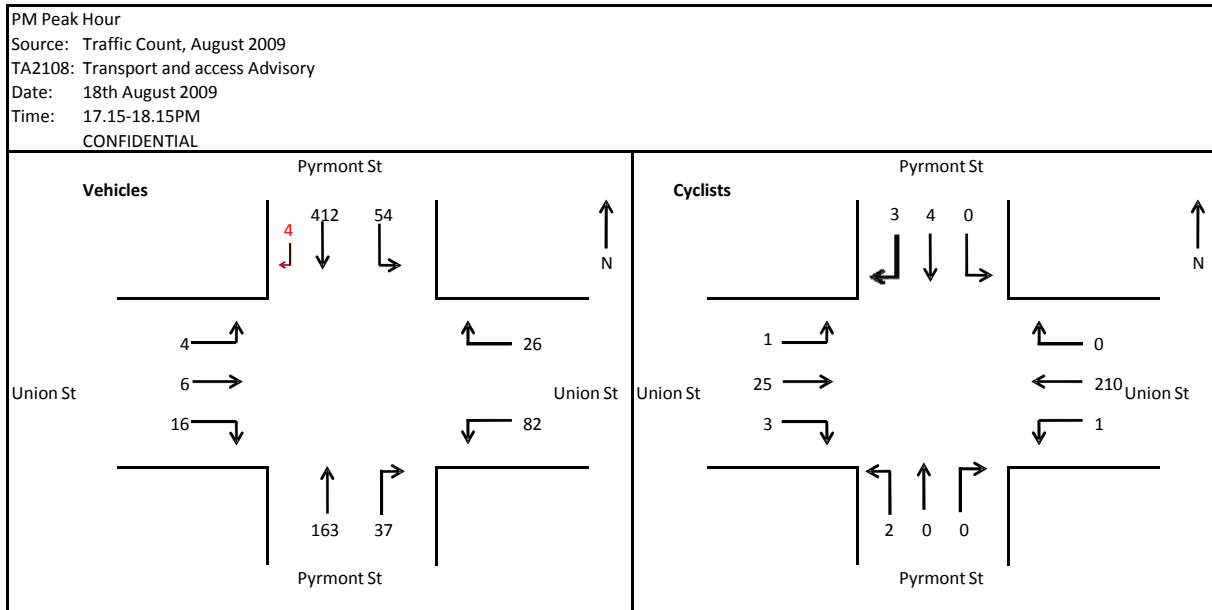 PM Peak Hour
Source: Traffic Count, August 2009
TA2108: Transport and access Advisory
Date: 18th August 2009
Time: 17.15-18.15PM
CONFIDENTIAL
Pyrmont St
Vehicles
4 412 54
N
4
26
6
Union St
Union St
16
82
163 37
Pyrmont St
Pyrmont St
Cyclists
3 4 0
N
1
0
25
210
Union St
Union St
3
1
2 0 0
Pyrmont St